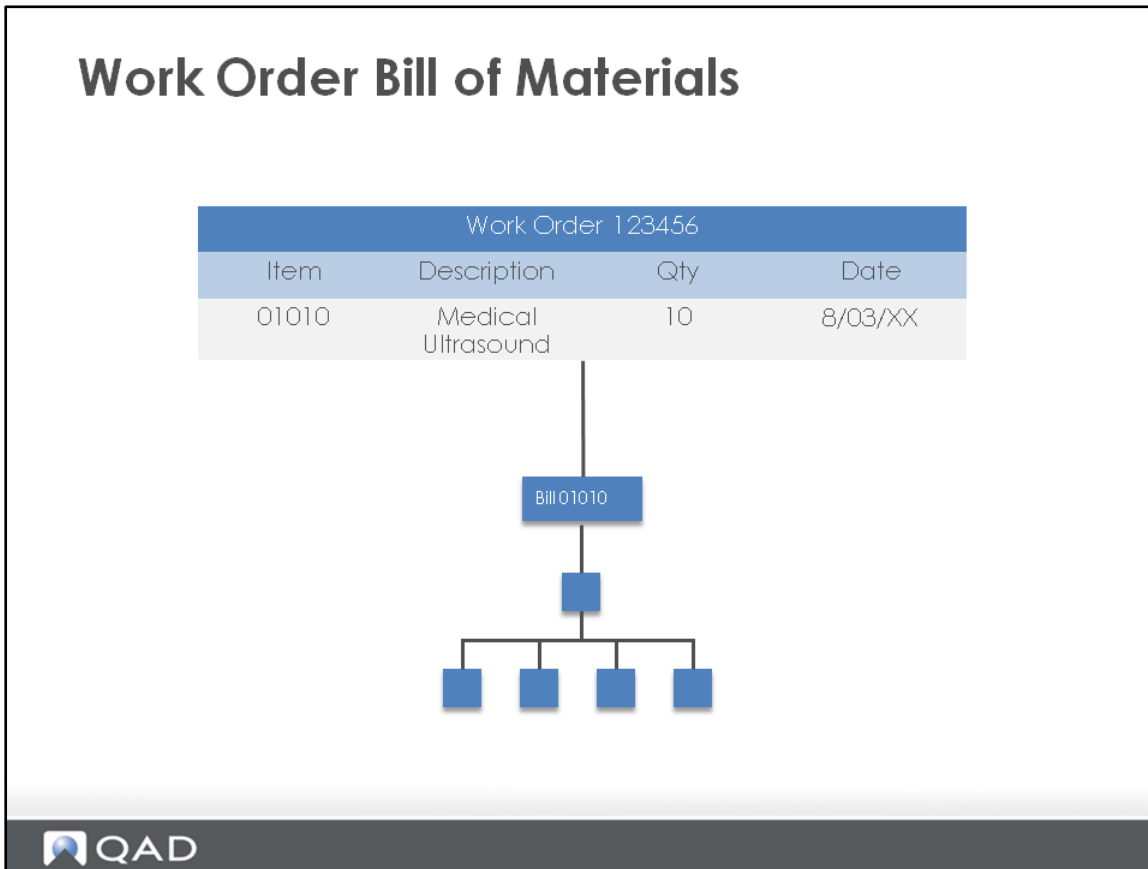 Work Order Bill of Materials
Work Order 123456
Item Description Qty Date
01010 Medical 10 8/03/XX
Ultrasound
Bill 01010
QAD